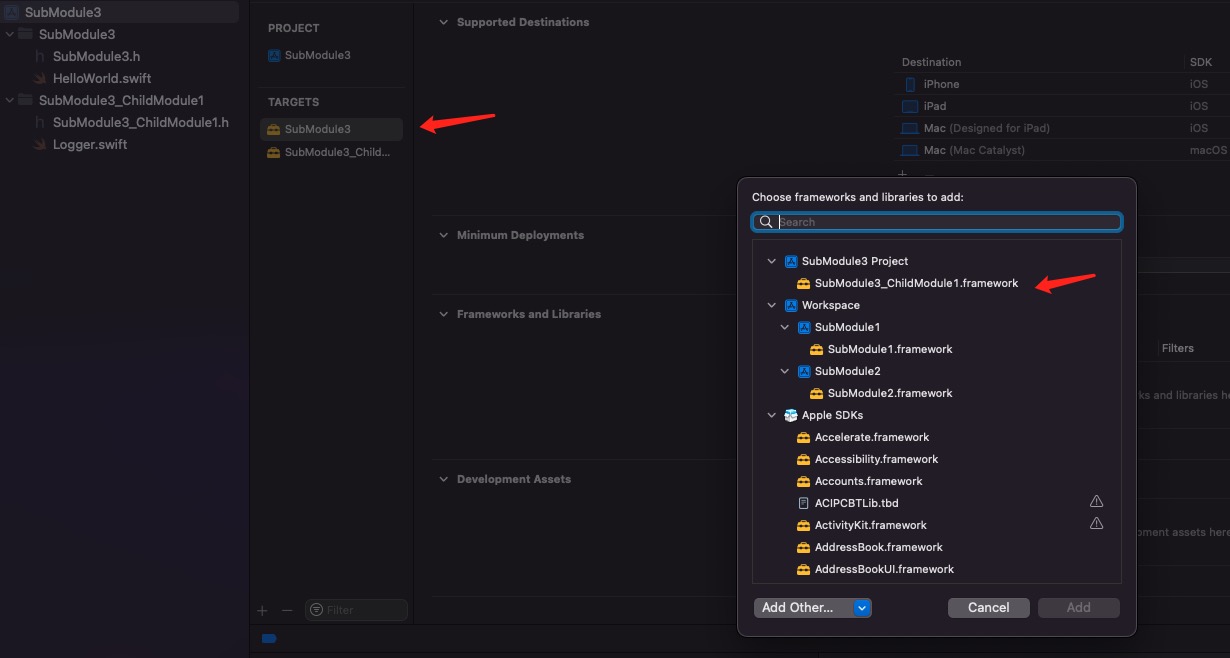 SubModule3
SubModule3
SubModule3.h
HelloWorld.swift
SubModule3_ChildModule1
SubModule3_ChildModule1.h
Logger.swift
PROJECT
SubModule3
TARGETS
SubModule3
SubModule3_Child...
Filter
Supported Destinations
Destination
SDK
iPhone
iOS
iPad
iOS
Mac (Designed for iPad)
iOS
Mac (Mac Catalyst)
macOS
Minimum Deployments
Frameworks and Libraries
Filters
ks and libraries he
Development Assets
pment assets here
Choose frameworks and libraries to add:
Search
SubModule3 Project
SubModule3_ChildModule1.framework
Workspace
SubModule1
SubModule1.framework
SubModule2
SubModule2.framework
Apple SDKs
Accelerate.framework
Accessibility.framework
Accounts.framework
ACIPCBTLib.tbd
ActivityKit.framework
AddressBook.framework
AddressBookUI.framework
Add Other...
Cancel
Add